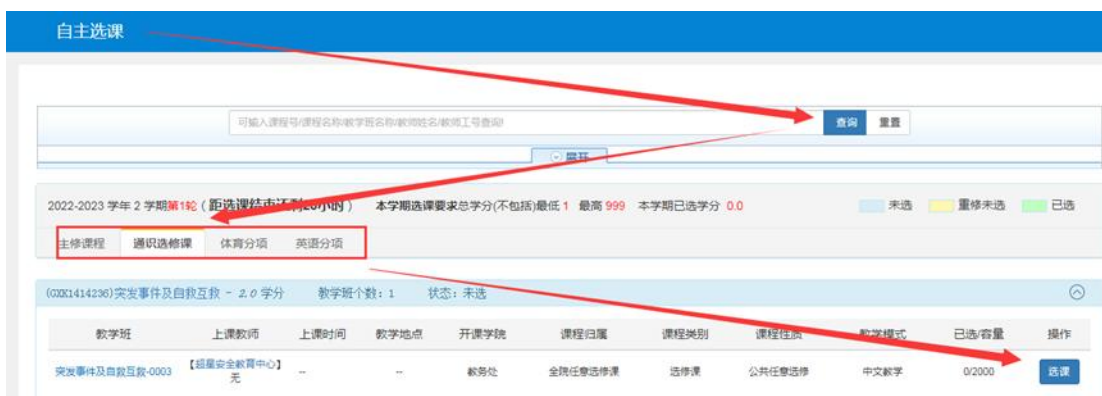 自主选课
可输入课程号/课程名称/教学班名称/教师姓名/教师工号查询!
查询 重置
展开
2022-2023 学年 2 学期第1轮 ( 距选课结束还剩20小时 ) 本学期选课要求总学分(不包括)最低 1 最高 999 本学期已选学分 0.0 未选 重修未选 已选
主修课程 通识选修课 体育分项 英语分项
(GXK1414236)突发事件及自救互救 - 2.0 学分 教学班个数: 1 状态: 未选
教学班 上课教师 上课时间 教学地点 开课学院 课程归属 课程类别 课程性质 教学模式 已选/容量 操作
突发事件及自救互救-0003 【超星安全教育中心】无 -- -- 教务处 全院任意选修课 选修课 公共任意选修 中文教学 0/2000 选课